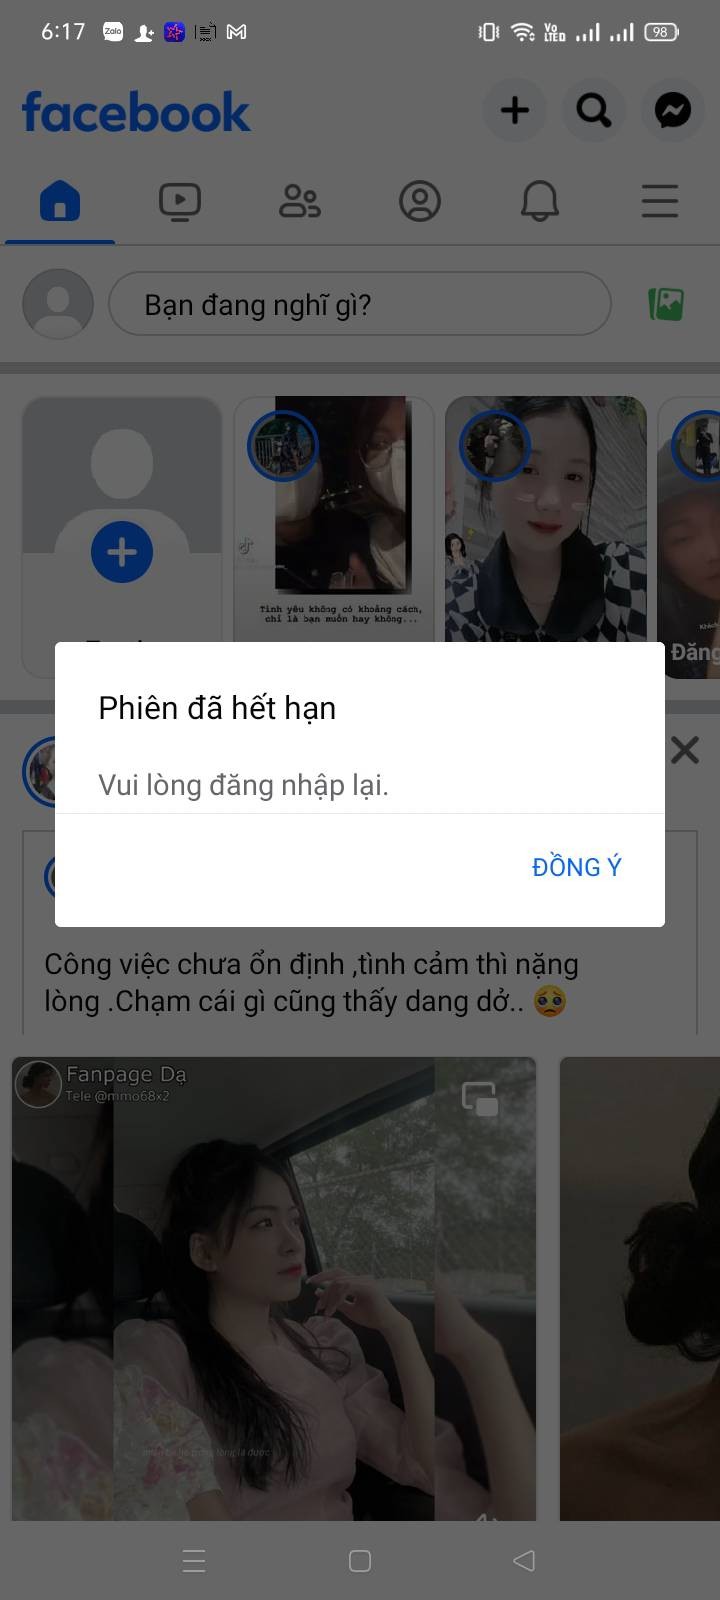 6:17
Zalo
Vo
LTED
98
facebook
Bạn đang nghĩ gì?
Tình yêu không có khoảng cách,
chỉ là bạn muốn hay không...
Đăng
Phiên đã hết hạn
Vui lòng đăng nhập lại.
ĐỒNG Ý
Công việc chưa ổn định ,tình cảm thì nặng
lòng .Chạm cái gì cũng thấy dang dở.. 🥺
Fanpage Dạ
Tele @mmo68x2